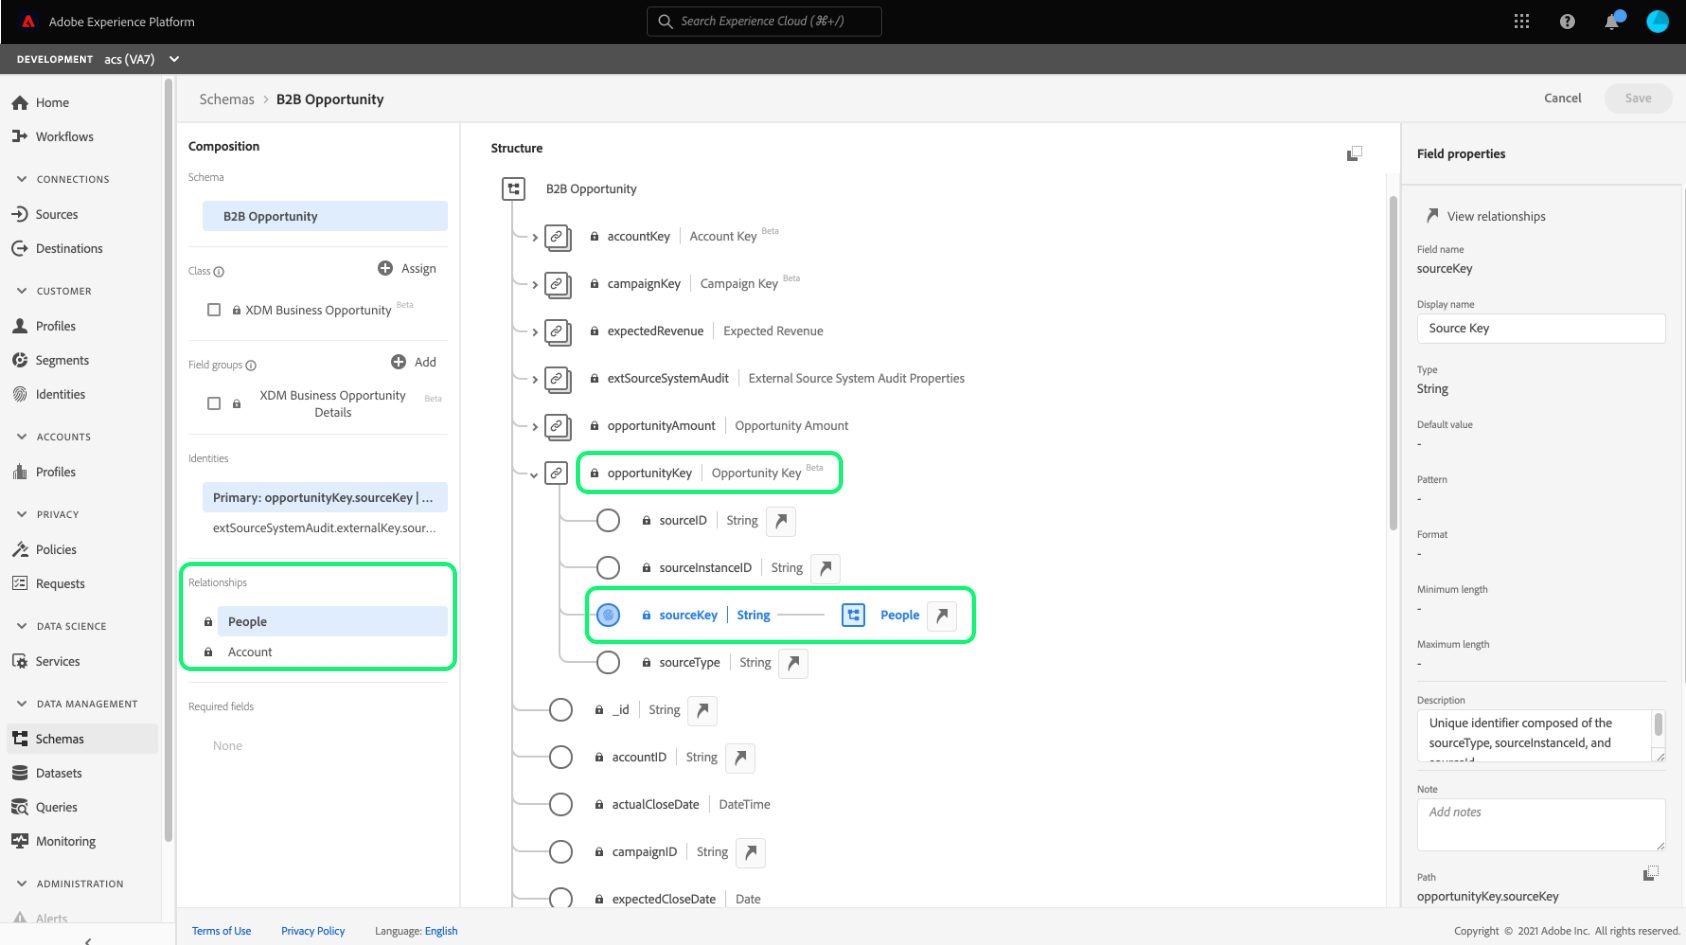 Adobe Experience Platform
Search Experience Cloud (⌘+/)
DEVELOPMENT acs (VA7)
Home
Workflows
CONNECTIONS
Sources
Destinations
CUSTOMER
Profiles
Segments
Identities
ACCOUNTS
Profiles
PRIVACY
Policies
Requests
DATA SCIENCE
Services
DATA MANAGEMENT
Schemas
Datasets
Queries
Monitoring
ADMINISTRATION
Alerts
Schemas > B2B Opportunity
Cancel
Save
Composition
Schema
B2B Opportunity
Class
Assign
XDM Business Opportunity Beta
Field groups
Add
XDM Business Opportunity Details Beta
Identities
Primary: opportunityKey.sourceKey | ...
extSourceSystemAudit.externalKey.sour...
Relationships
People
Account
Required fields
None
Structure
B2B Opportunity
accountKey | Account Key Beta
campaignKey | Campaign Key Beta
expectedRevenue | Expected Revenue
extSourceSystemAudit | External Source System Audit Properties
opportunityAmount | Opportunity Amount
opportunityKey | Opportunity Key Beta
sourceID | String
sourceInstanceID | String
sourceKey | String People
sourceType | String
_id | String
accountID | String
actualCloseDate | DateTime
campaignID | String
expectedCloseDate | Date
Field properties
View relationships
Field name
sourceKey
Display name
Source Key
Type
String
Default value
-
Pattern
-
Format
-
Minimum length
-
Maximum length
-
Description
Unique identifier composed of the
sourceType, sourceInstanceId, and
sourceId
Note
Add notes
Path
opportunityKey.sourceKey
Terms of Use
Privacy Policy
Language: English
Copyright © 2021 Adobe Inc. All rights reserved.